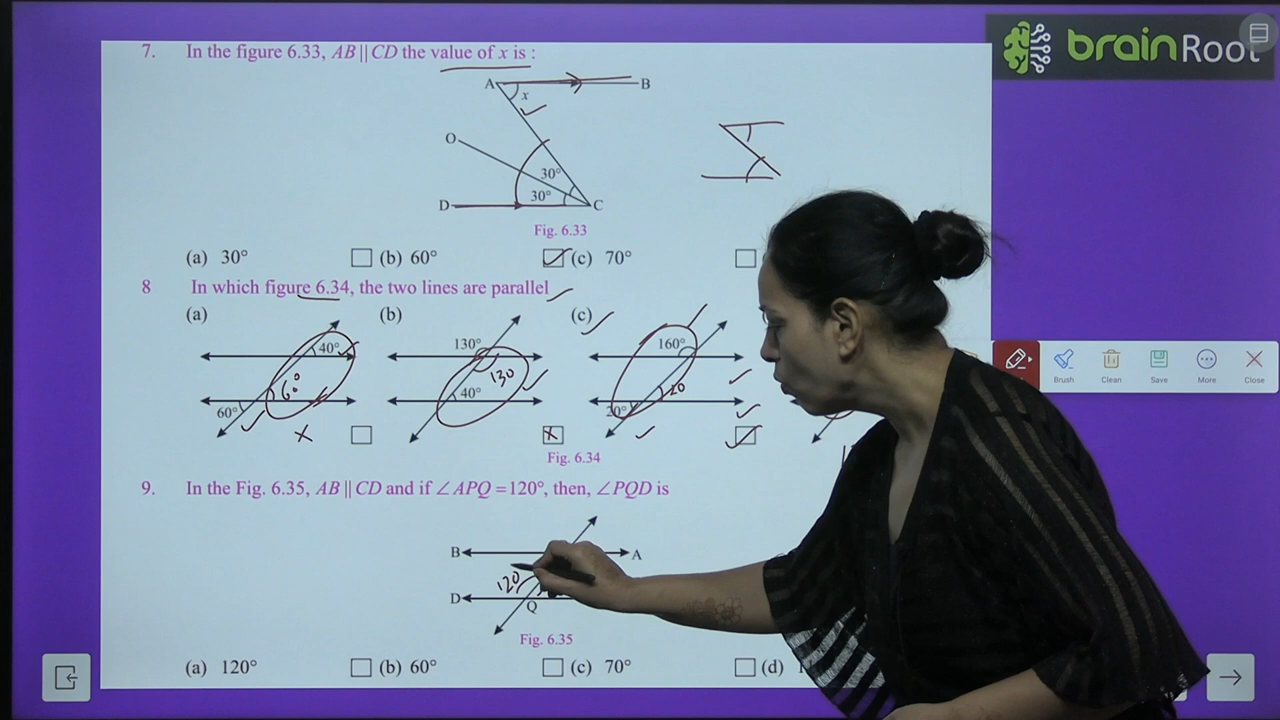 brainRoot
7. In the figure 6.33, AB || CD the value of x is :
A B
x
O
30°
30°
D C
Fig. 6.33
(a) 30° (b) 60° (c) 70°
8 In which figure 6.34, the two lines are parallel
(a) (b) (c)
40° 130° 160°
60° 130 40° 20
60° 20°
Fig. 6.34
Brush Clean Save More Close
9. In the Fig. 6.35, AB || CD and if ∠APQ = 120°, then, ∠PQD is
B A
120
D Q
Fig. 6.35
(a) 120° (b) 60° (c) 70° (d)